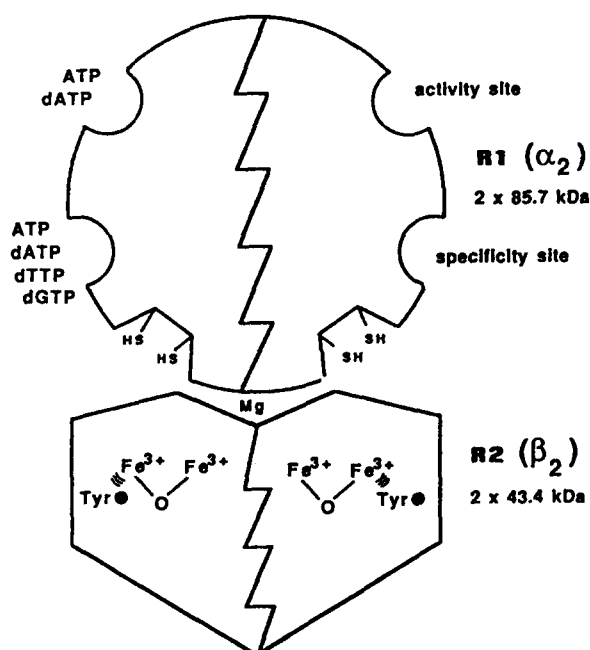 ATP
dATP
activity site
R1 (α₂)
2 x 85.7 kDa
ATP
dATP
dTTP
dGTP
specificity site
HS
HS
SH
SH
Mg
Fe³⁺ Fe³⁺
Tyr●
O
Fe³⁺ Fe³⁺
O
Tyr●
R2 (β₂)
2 x 43.4 kDa